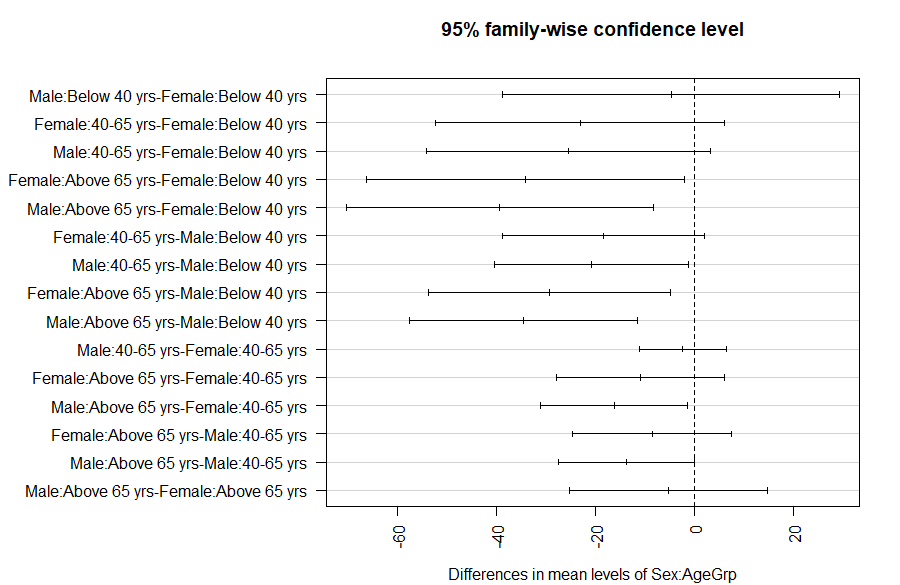 95% family-wise confidence level
Male:Below 40 yrs-Female:Below 40 yrs
Female:40-65 yrs-Female:Below 40 yrs
Male:40-65 yrs-Female:Below 40 yrs
Female:Above 65 yrs-Female:Below 40 yrs
Male:Above 65 yrs-Female:Below 40 yrs
Female:40-65 yrs-Male:Below 40 yrs
Male:40-65 yrs-Male:Below 40 yrs
Female:Above 65 yrs-Male:Below 40 yrs
Male:Above 65 yrs-Male:Below 40 yrs
Male:40-65 yrs-Female:40-65 yrs
Female:Above 65 yrs-Female:40-65 yrs
Male:Above 65 yrs-Female:40-65 yrs
Female:Above 65 yrs-Male:40-65 yrs
Male:Above 65 yrs-Male:40-65 yrs
Male:Above 65 yrs-Female:Above 65 yrs
-60 -40 -20 0 20
Differences in mean levels of Sex:AgeGrp